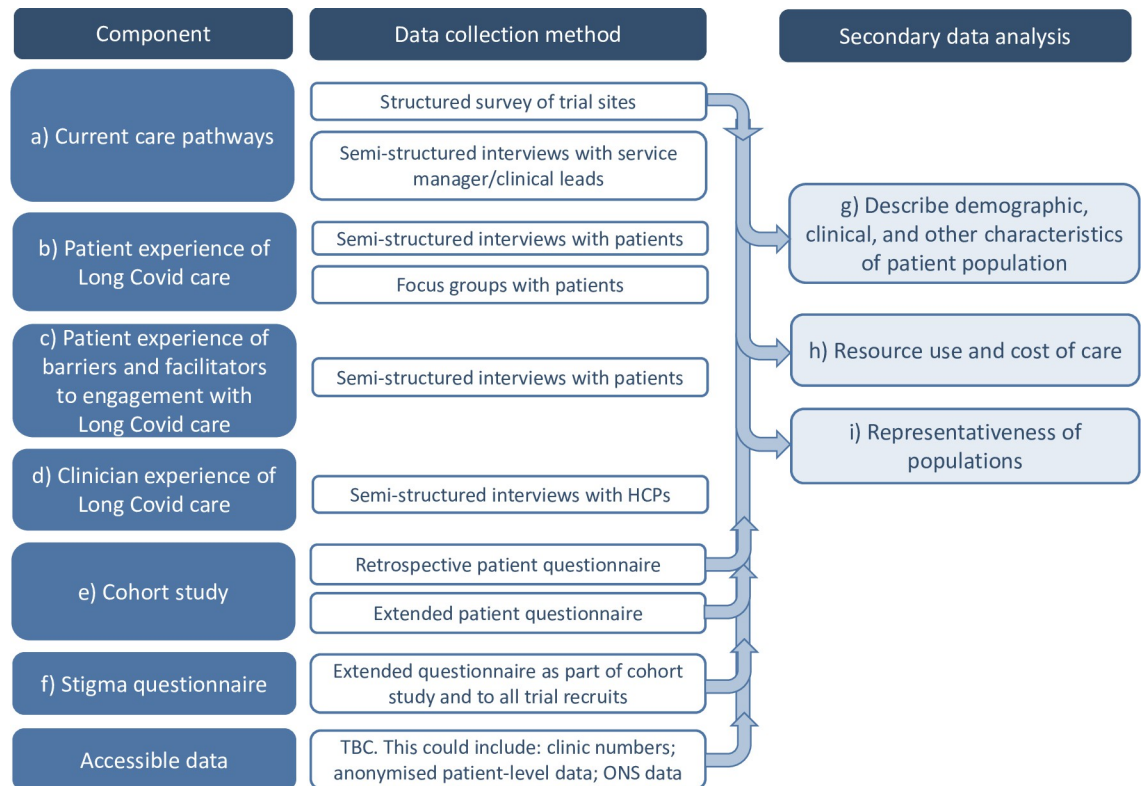 Component
Data collection method
Secondary data analysis
a) Current care pathways
Structured survey of trial sites
Semi-structured interviews with service
manager/clinical leads
b) Patient experience of
Long Covid care
Semi-structured interviews with patients
Focus groups with patients
c) Patient experience of
barriers and facilitators
to engagement with
Long Covid care
Semi-structured interviews with patients
d) Clinician experience of
Long Covid care
Semi-structured interviews with HCPs
e) Cohort study
Retrospective patient questionnaire
Extended patient questionnaire
f) Stigma questionnaire
Extended questionnaire as part of cohort
study and to all trial recruits
Accessible data
TBC. This could include: clinic numbers;
anonymised patient-level data; ONS data
g) Describe demographic,
clinical, and other characteristics
of patient population
h) Resource use and cost of care
i) Representativeness of
populations